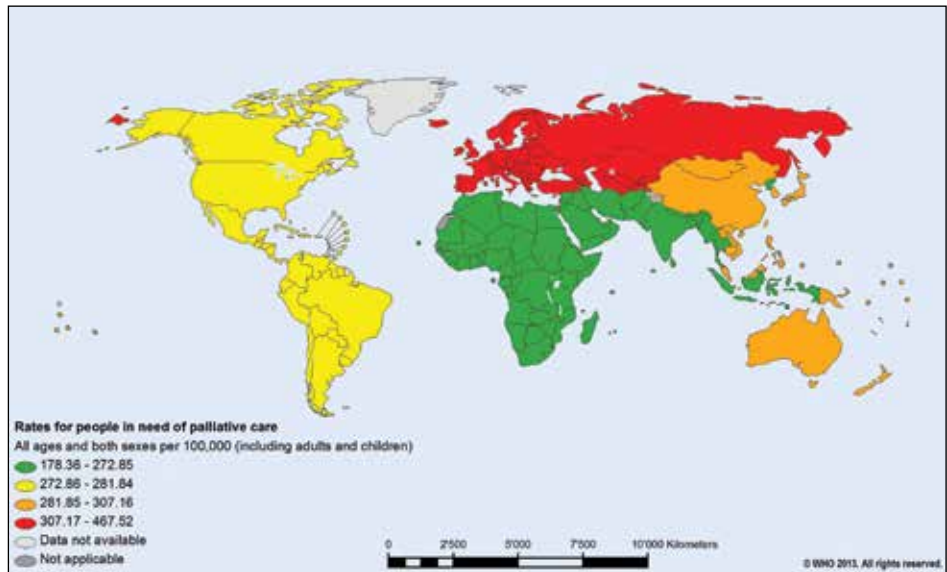 Rates for people in need of palliative care
All ages and both sexes per 100,000 (including adults and children)
178.36 - 272.85
272.86 - 281.84
281.85 - 307.16
307.17 - 467.52
Data not available
Not applicable
0 2'500 5'000 7'500 10'000 Kilometers
© WHO 2013. All rights reserved.